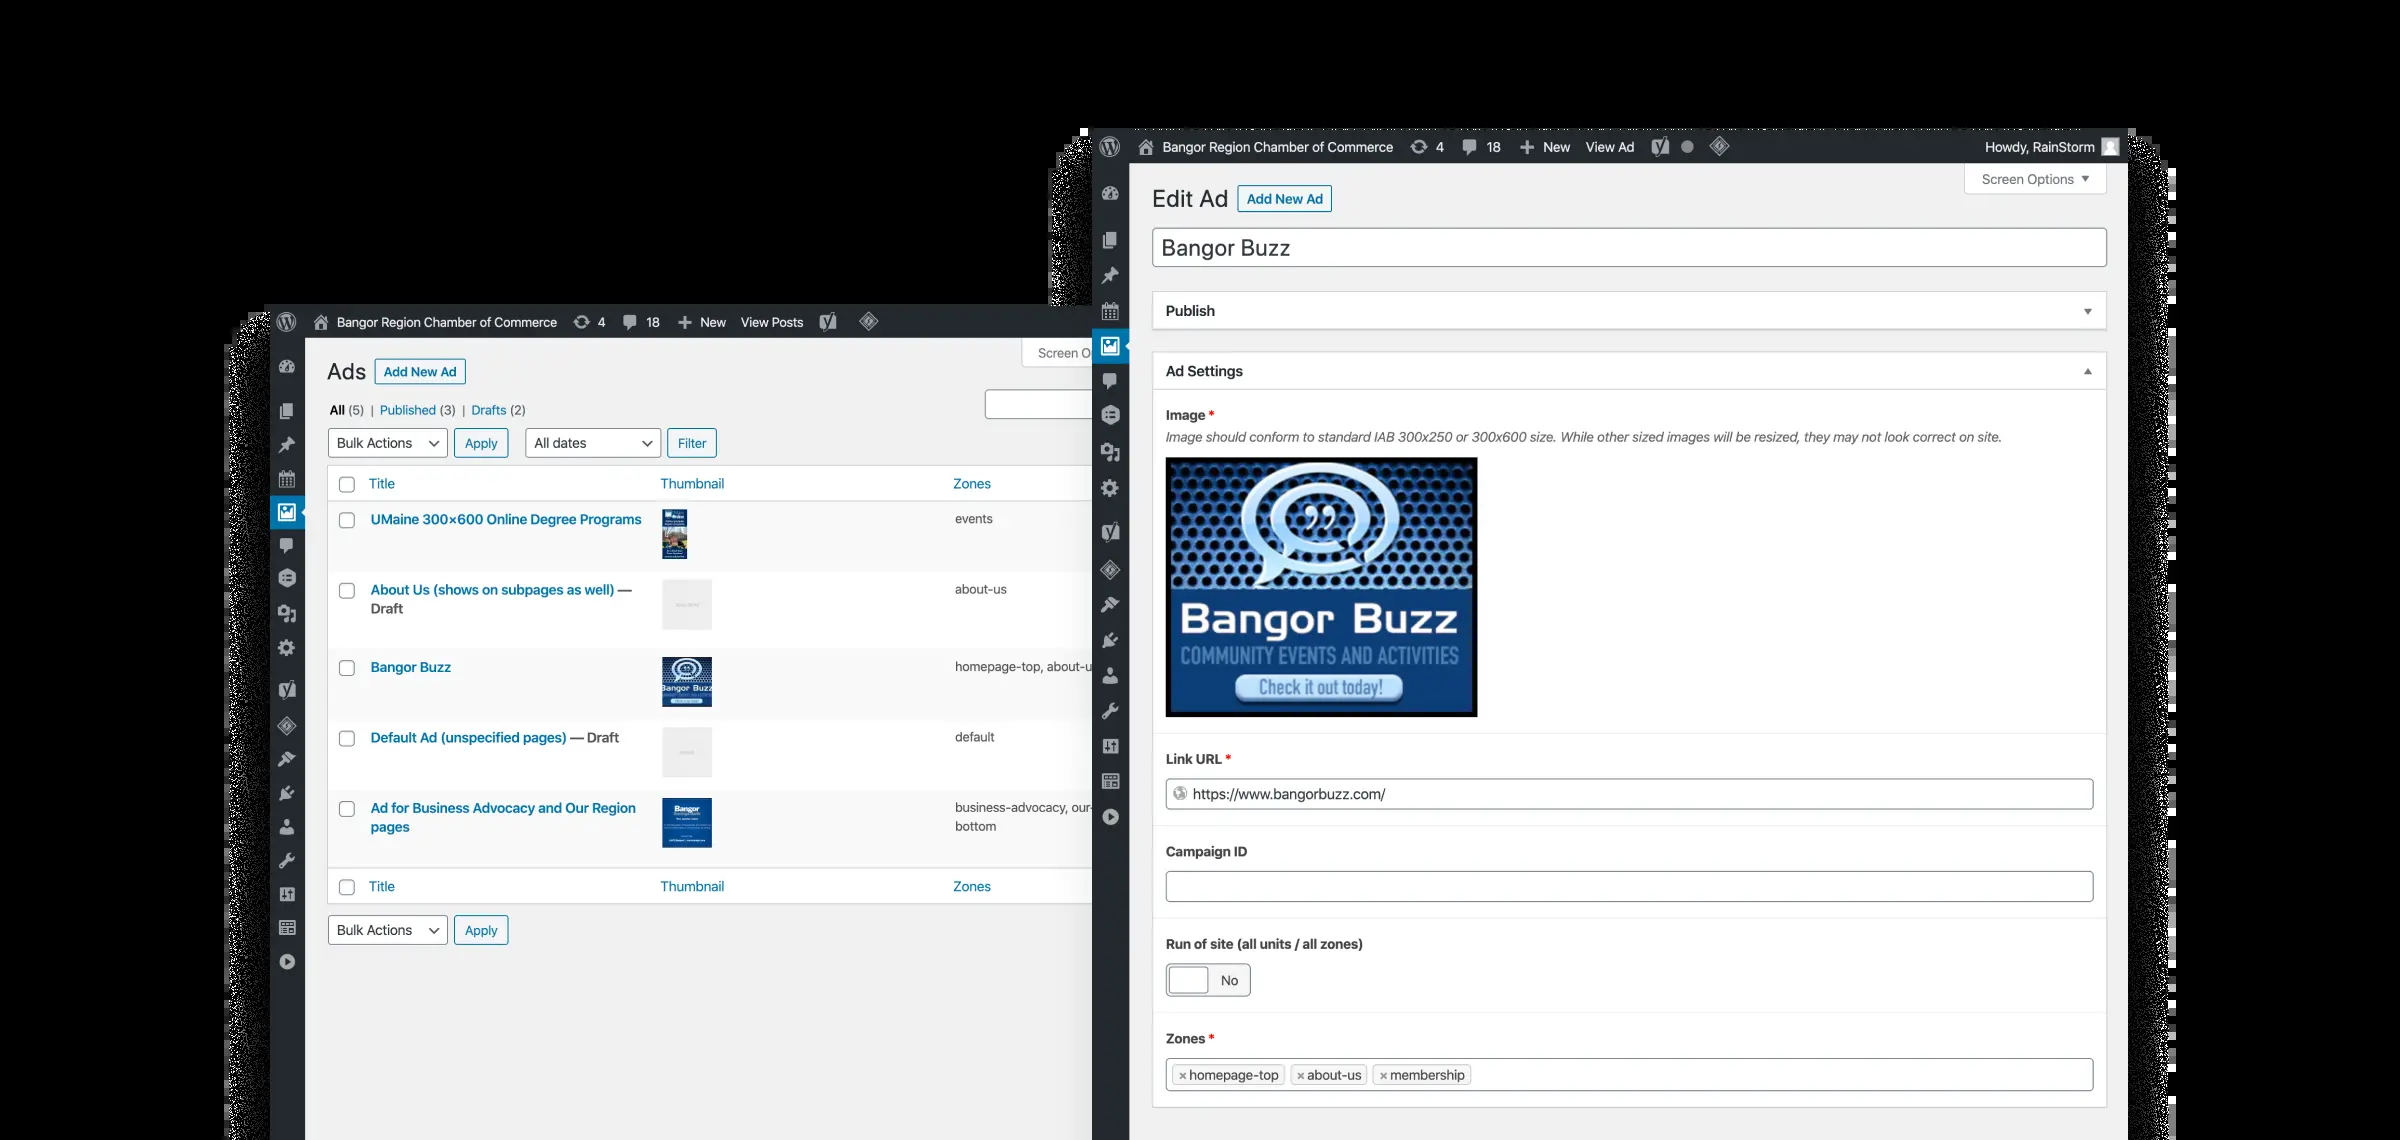 Bangor Region Chamber of Commerce 4 18 New View Posts
Screen O
Ads Add New Ad
All (5) | Published (3) | Drafts (2)
Bulk Actions Apply All dates Filter
Title Thumbnail Zones
UMaine 300×600 Online Degree Programs events
About Us (shows on subpages as well) — about-us
Draft
Bangor Buzz homepage-top, about-u
Bangor Buzz
Default Ad (unspecified pages) — Draft default
Ad for Business Advocacy and Our Region business-advocacy, our-
pages bottom
Bangor
Title Thumbnail Zones
Bulk Actions Apply
Bangor Region Chamber of Commerce 4 18 New View Ad Howdy, RainStorm
Screen Options
Edit Ad Add New Ad
Bangor Buzz
Publish
Ad Settings
Image *
Image should conform to standard IAB 300x250 or 300x600 size. While other sized images will be resized, they may not look correct on site.
Bangor Buzz
COMMUNITY EVENTS AND ACTIVITIES
Check it out today!
Link URL *
https://www.bangorbuzz.com/
Campaign ID
Run of site (all units / all zones)
No
Zones *
×homepage-top ×about-us ×membership